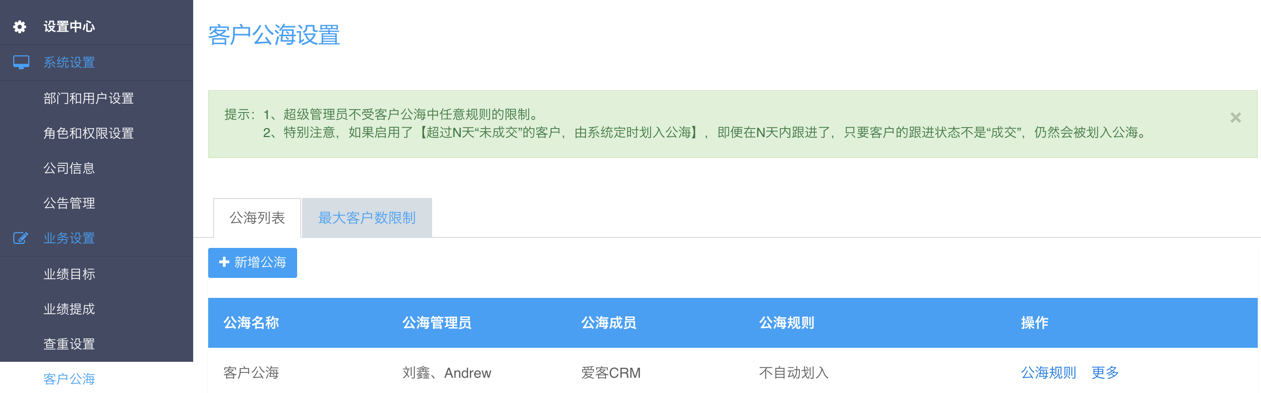 设置中心
系统设置
部门和用户设置
角色和权限设置
公司信息
公告管理
业务设置
业绩目标
业绩提成
查重设置
客户公海
客户公海设置
提示：1、超级管理员不受客户公海中任意规则的限制。
2、特别注意，如果启用了【超过N天“未成交”的客户，由系统定时划入公海】，即便在N天内跟进了，只要客户的跟进状态不是“成交”，仍然会被划入公海。
×
公海列表 最大客户数限制
新增公海
公海名称 公海管理员 公海成员 公海规则 操作
客户公海 刘鑫、Andrew 爱客CRM 不自动划入 公海规则 更多